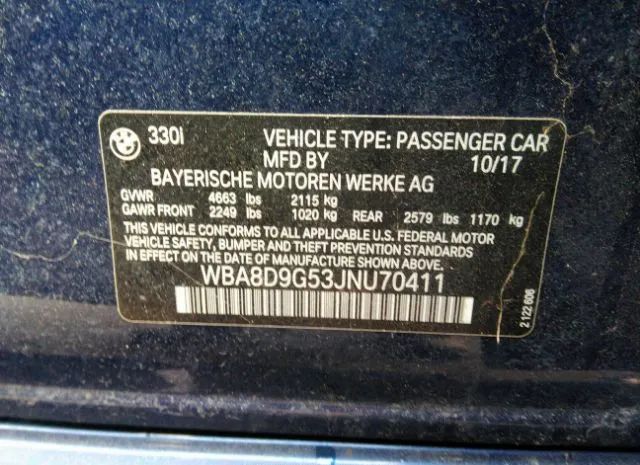 330i VEHICLE TYPE: PASSENGER CAR
MFD BY 10/17
BAYERISCHE MOTOREN WERKE AG
GVWR 4663 lbs 2115 kg
GAWR FRONT 2249 lbs 1020 kg REAR 2579 lbs 1170 kg
THIS VEHICLE CONFORMS TO ALL APPLICABLE U.S. FEDERAL MOTOR
VEHICLE SAFETY, BUMPER AND THEFT PREVENTION STANDARDS
IN EFFECT ON THE DATE OF MANUFACTURE SHOWN ABOVE.
WBA8D9G53JNU70411
2 122 606